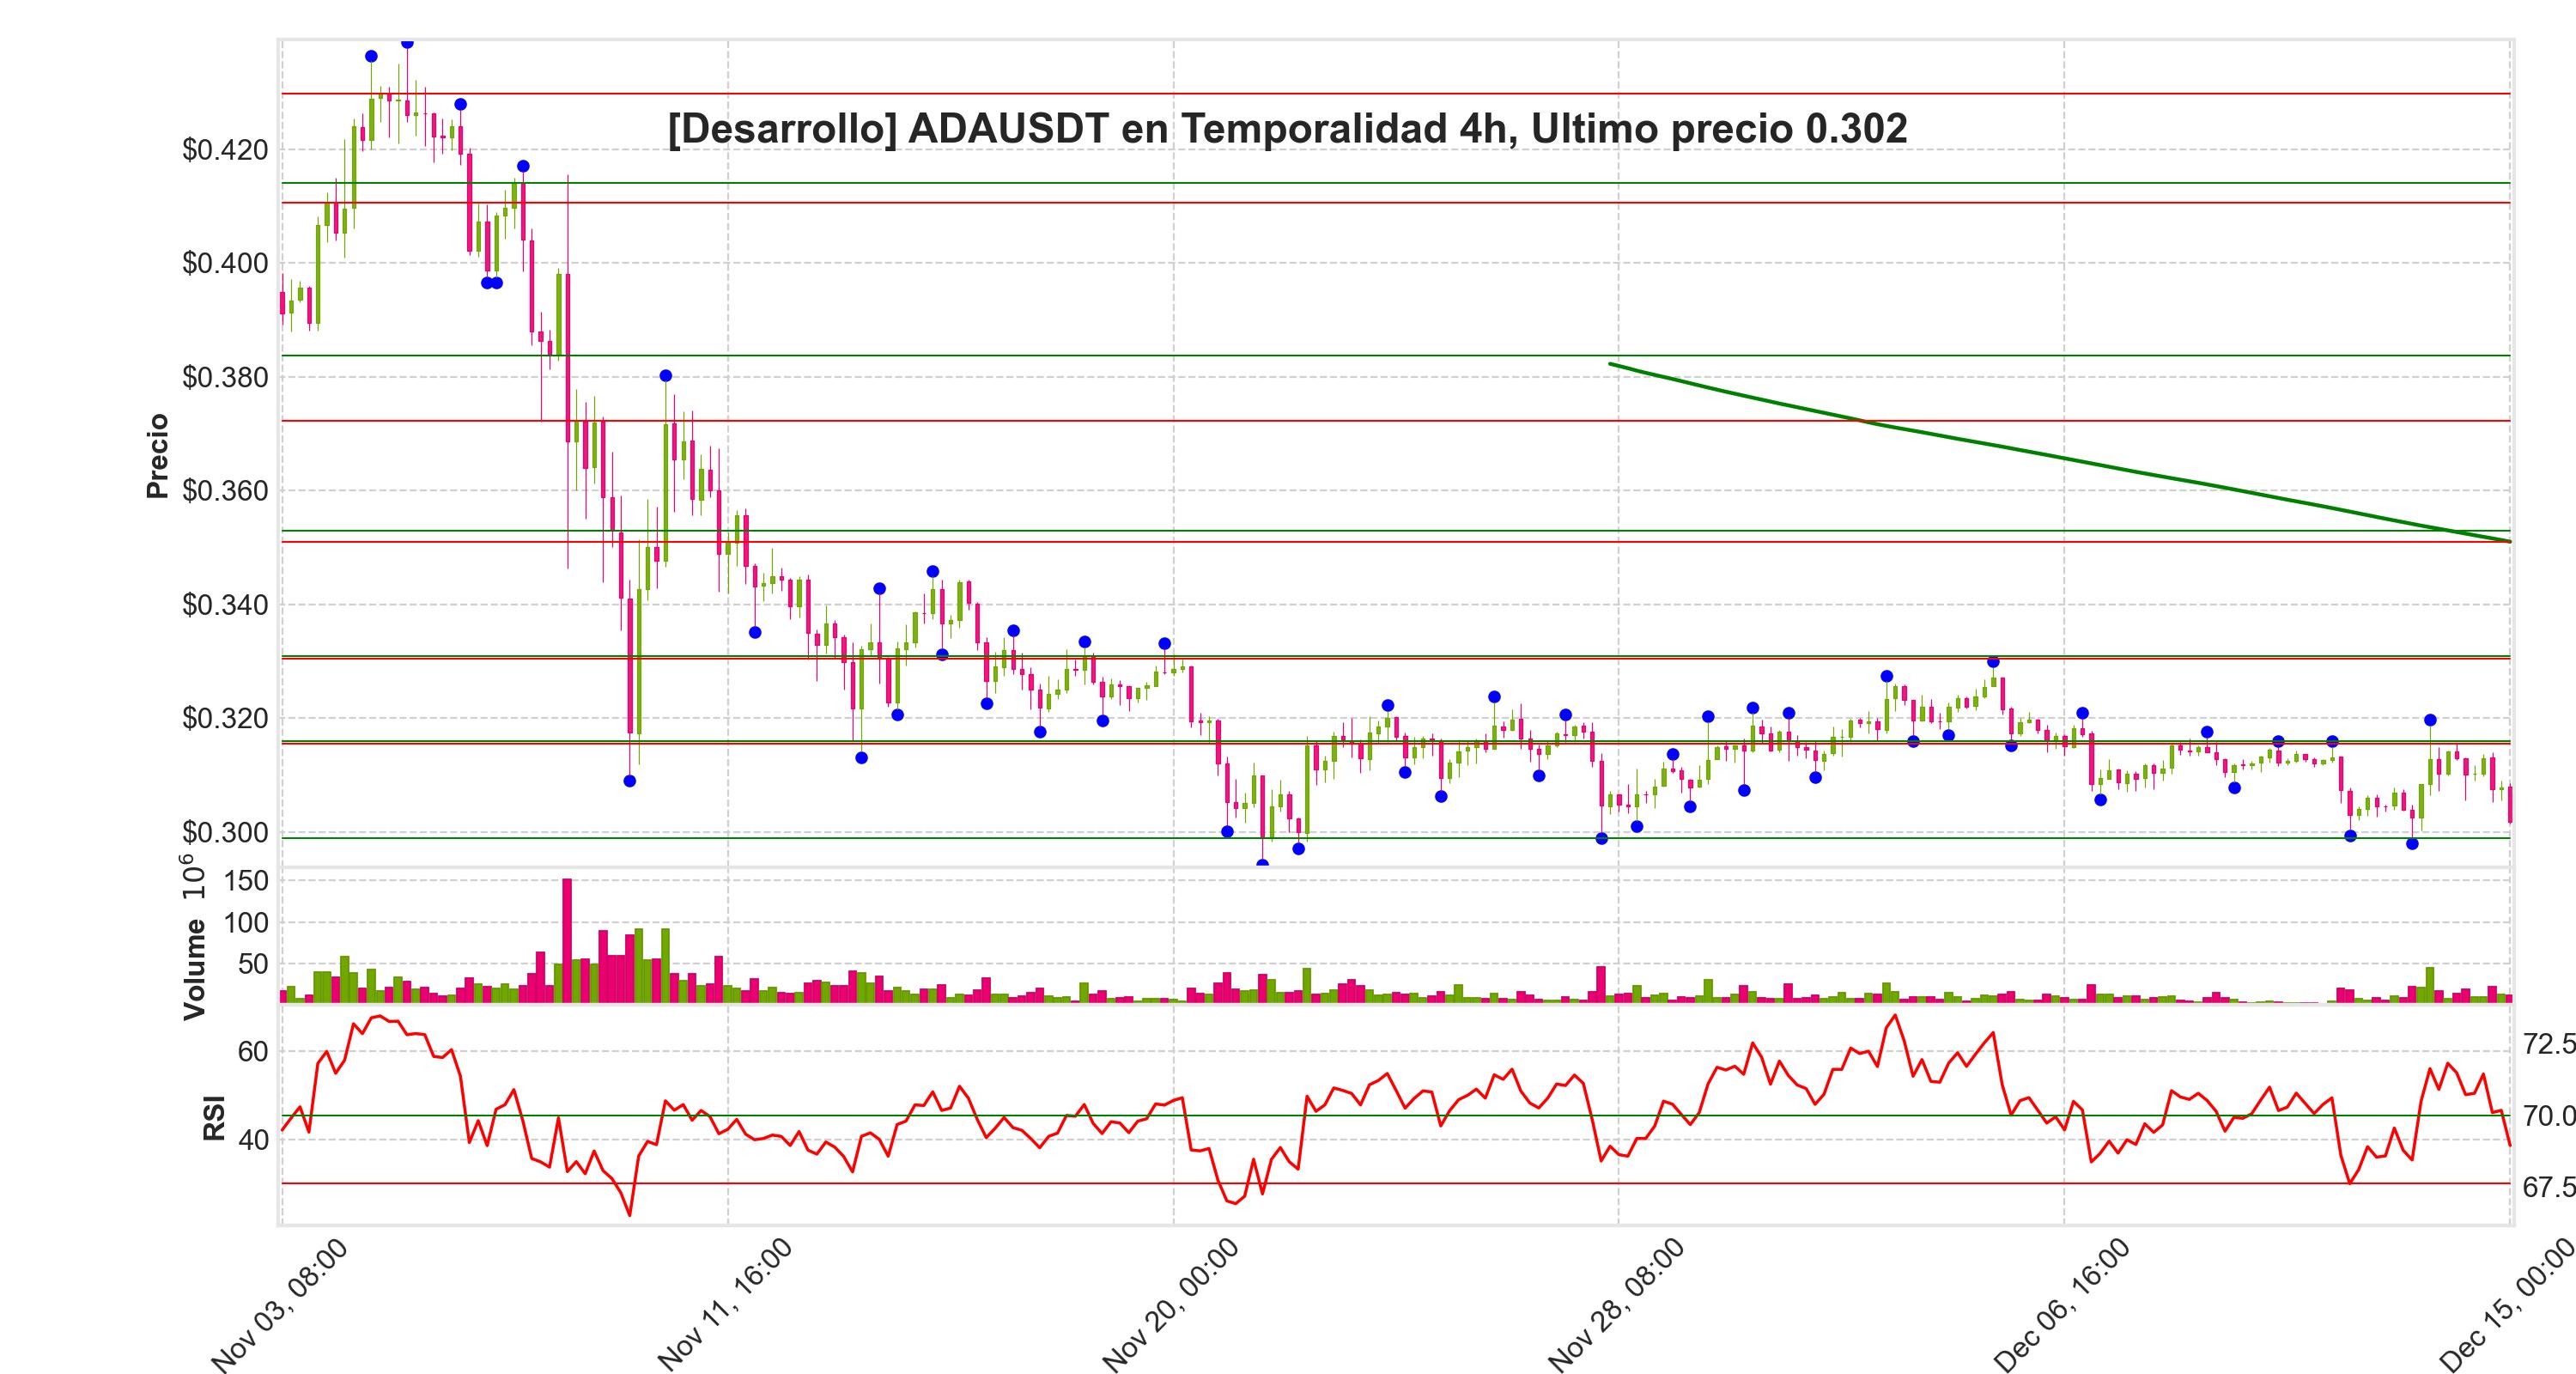 [Desarrollo] ADAUSDT en Temporalidad 4h, Ultimo precio 0.302
Precio
$0.420
$0.400
$0.380
$0.360
$0.340
$0.320
$0.300
Volume 10⁶
150
100
50
RSI
60
40
72.5
70.0
67.5
Nov 03, 08:00
Nov 11, 16:00
Nov 20, 00:00
Nov 28, 08:00
Dec 06, 16:00
Dec 15, 00:00